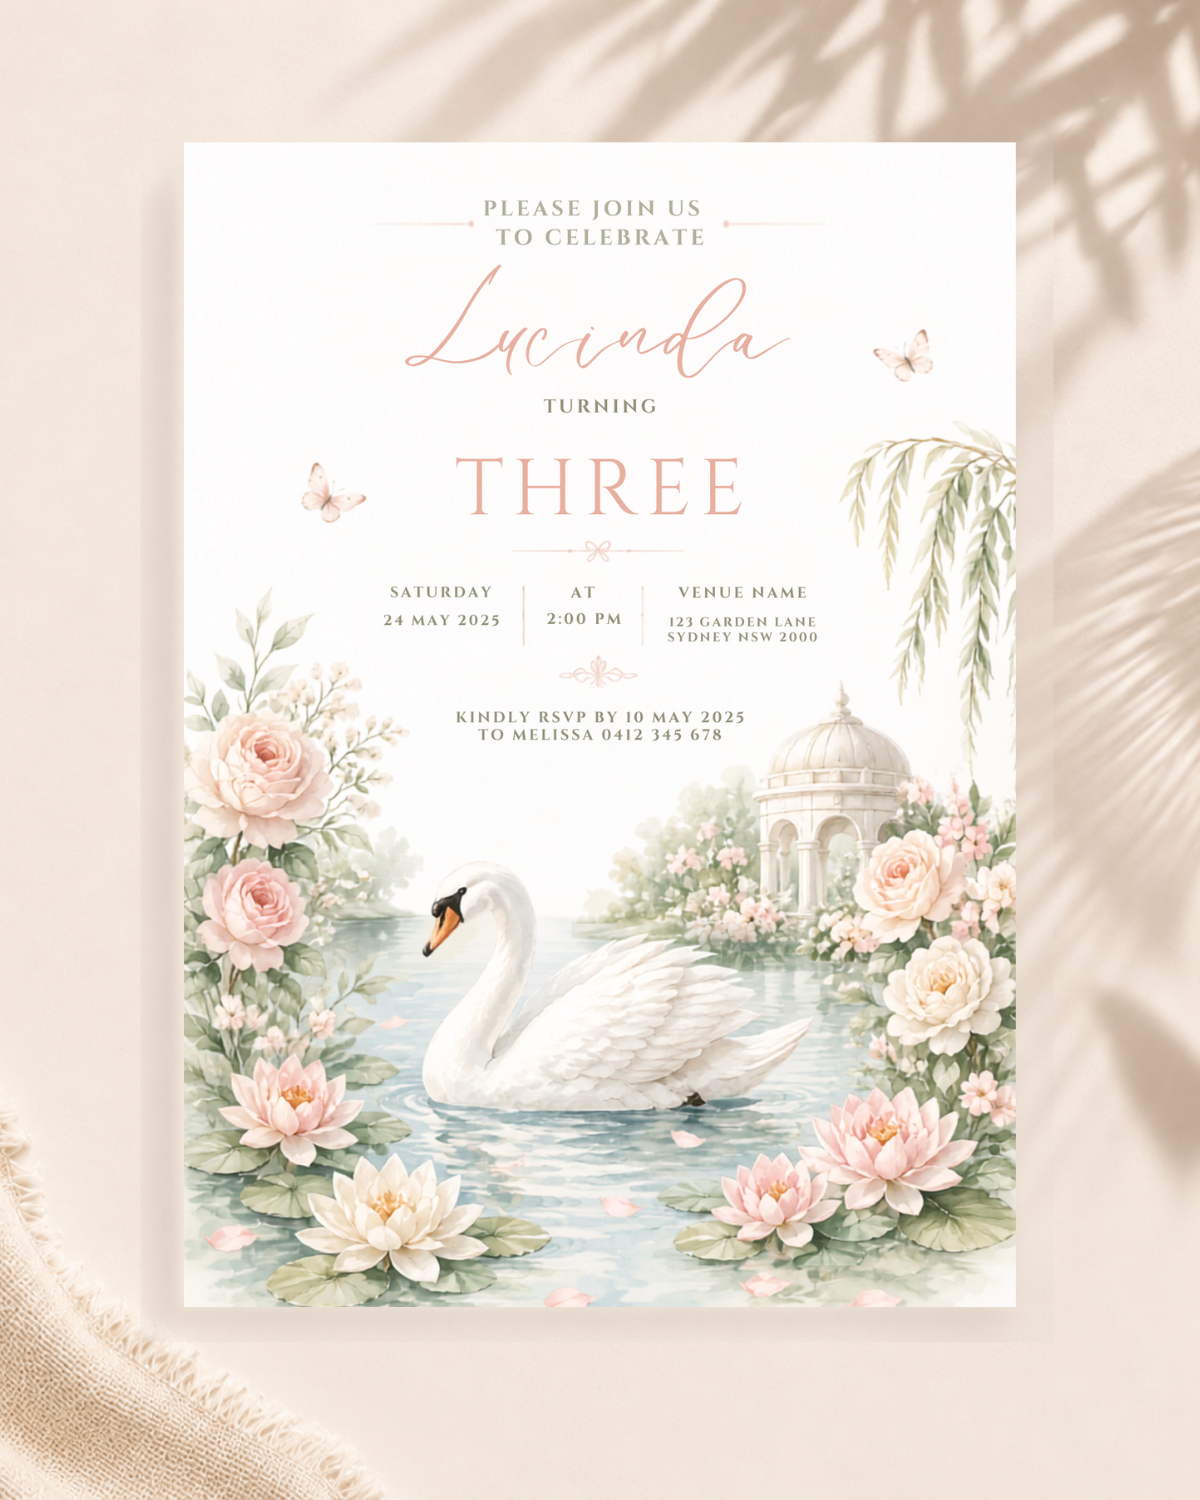 PLEASE JOIN US
TO CELEBRATE
Lucinda
TURNING
THREE
SATURDAY
24 MAY 2025
AT
2:00 PM
VENUE NAME
123 GARDEN LANE
SYDNEY NSW 2000
KINDLY RSVP BY 10 MAY 2025
TO MELISSA 0412 345 678